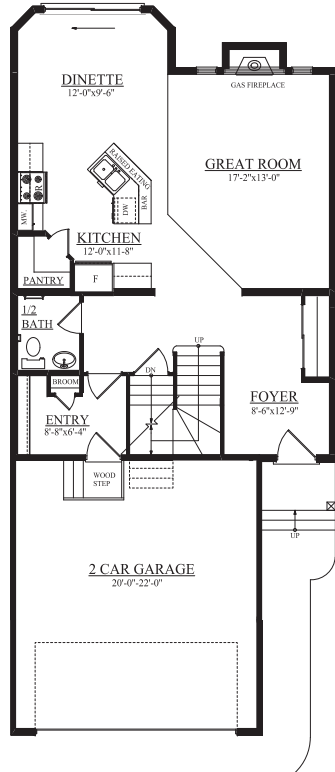 DINETTE
12'-0"x9'-6"
GAS FIREPLACE
RAISED EATING
BAR
GREAT ROOM
17'-2"x13'-0"
R
DW
MW.
KITCHEN
12'-0"x11'-8"
PANTRY
F
1/2
BATH
UP
DN
BROOM
ENTRY
8'-8"x6'-4"
FOYER
8'-6"x12'-9"
WOOD
STEP
UP
2 CAR GARAGE
20'-0"-22'-0"